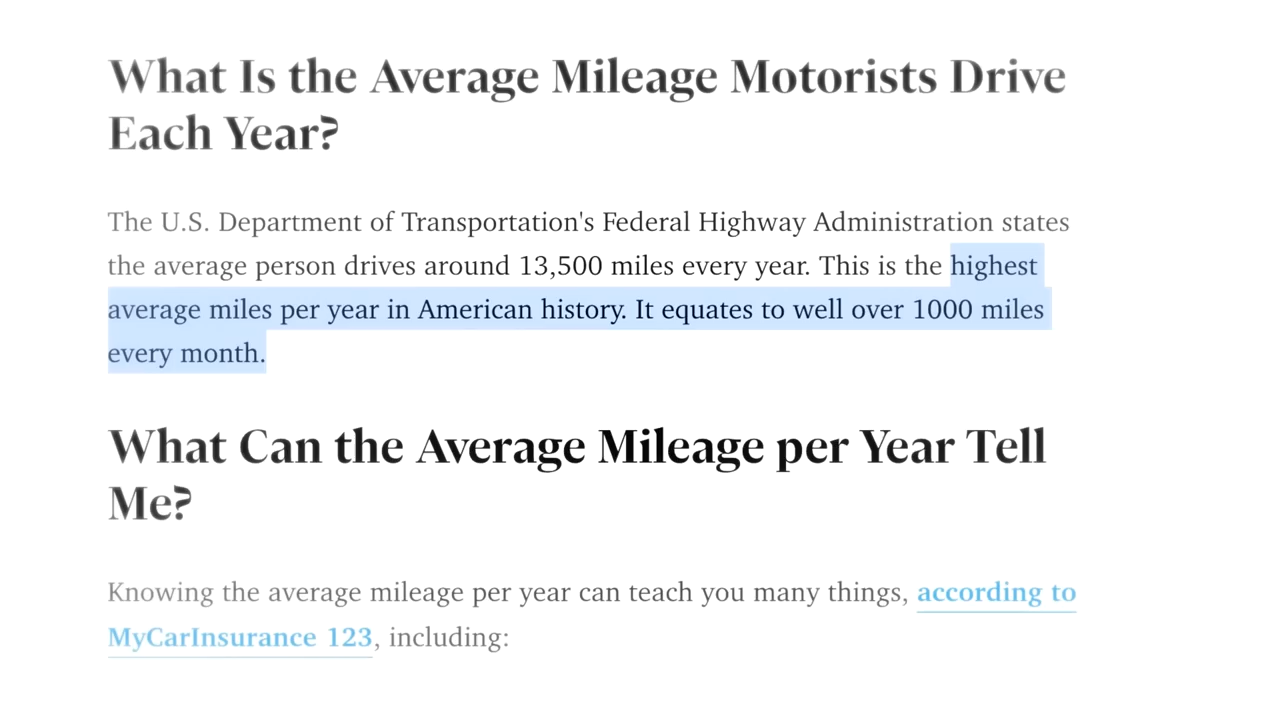 What Is the Average Mileage Motorists Drive
Each Year?
The U.S. Department of Transportation's Federal Highway Administration states
the average person drives around 13,500 miles every year. This is the highest
average miles per year in American history. It equates to well over 1000 miles
every month.
What Can the Average Mileage per Year Tell
Me?
Knowing the average mileage per year can teach you many things, according to
MyCarInsurance 123, including: